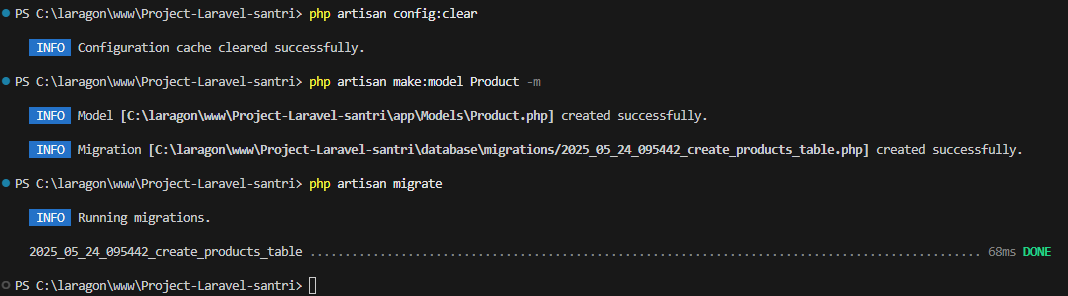 PS C:\laragon\www\Project-Laravel-santri> php artisan config:clear
INFO Configuration cache cleared successfully.
PS C:\laragon\www\Project-Laravel-santri> php artisan make:model Product -m
INFO Model [C:\laragon\www\Project-Laravel-santri\app\Models\Product.php] created successfully.
INFO Migration [C:\laragon\www\Project-Laravel-santri\database\migrations/2025_05_24_095442_create_products_table.php] created successfully.
PS C:\laragon\www\Project-Laravel-santri> php artisan migrate
INFO Running migrations.
2025_05_24_095442_create_products_table ................................................................................................ 68ms DONE
PS C:\laragon\www\Project-Laravel-santri>